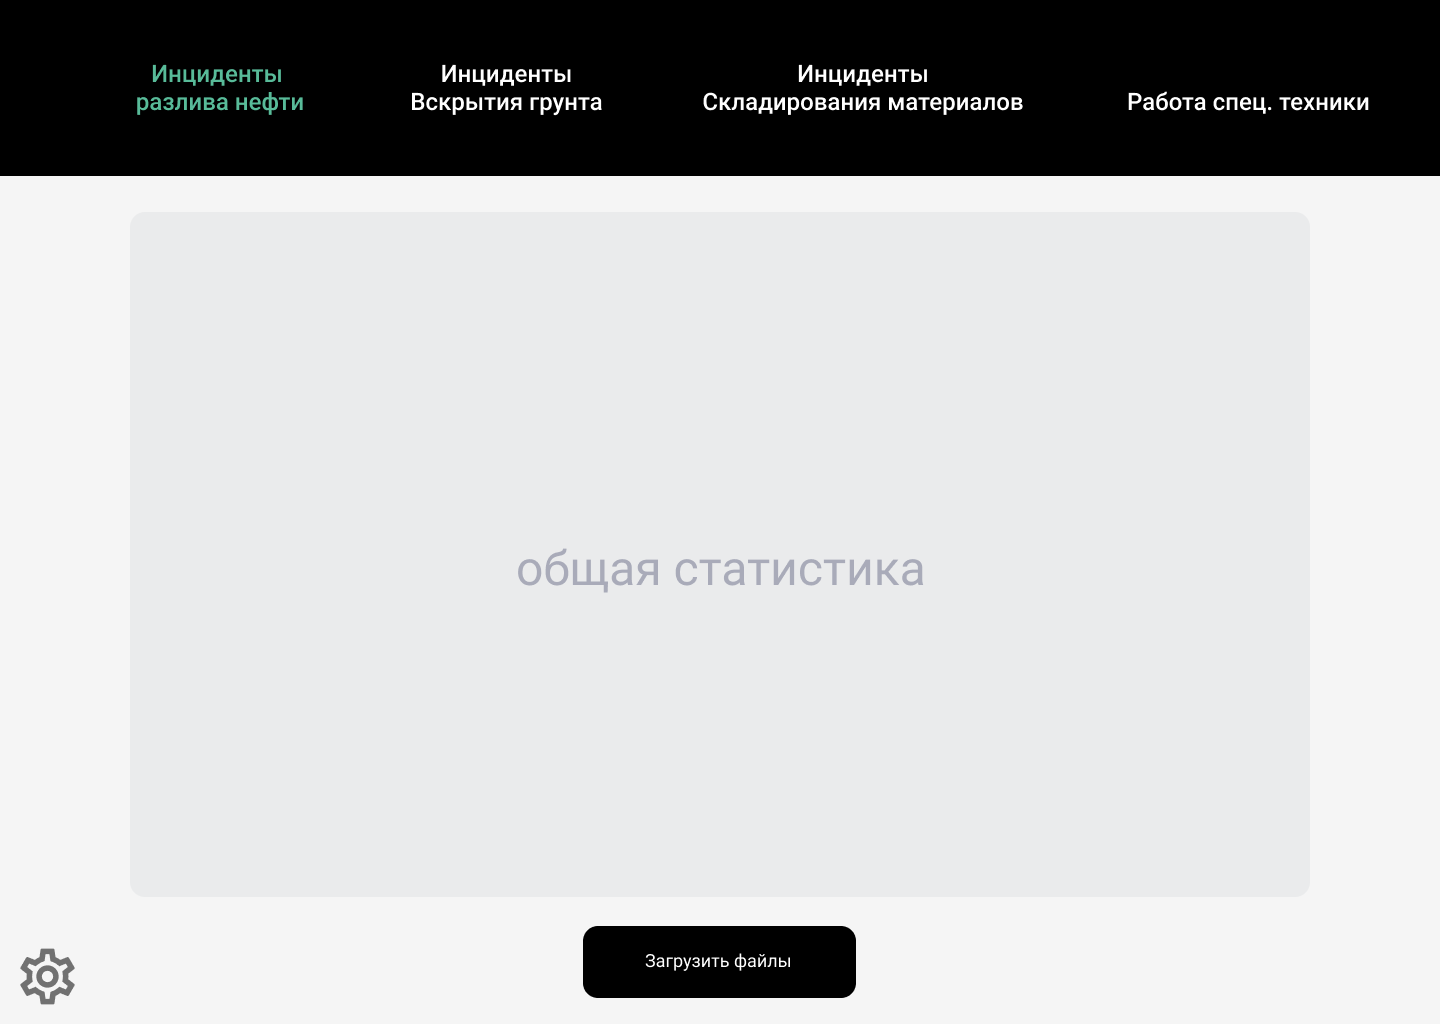 Инциденты
разлива нефти
Инциденты
Вскрытия грунта
Инциденты
Складирования материалов
Работа спец. техники
общая статистика
Загрузить файлы